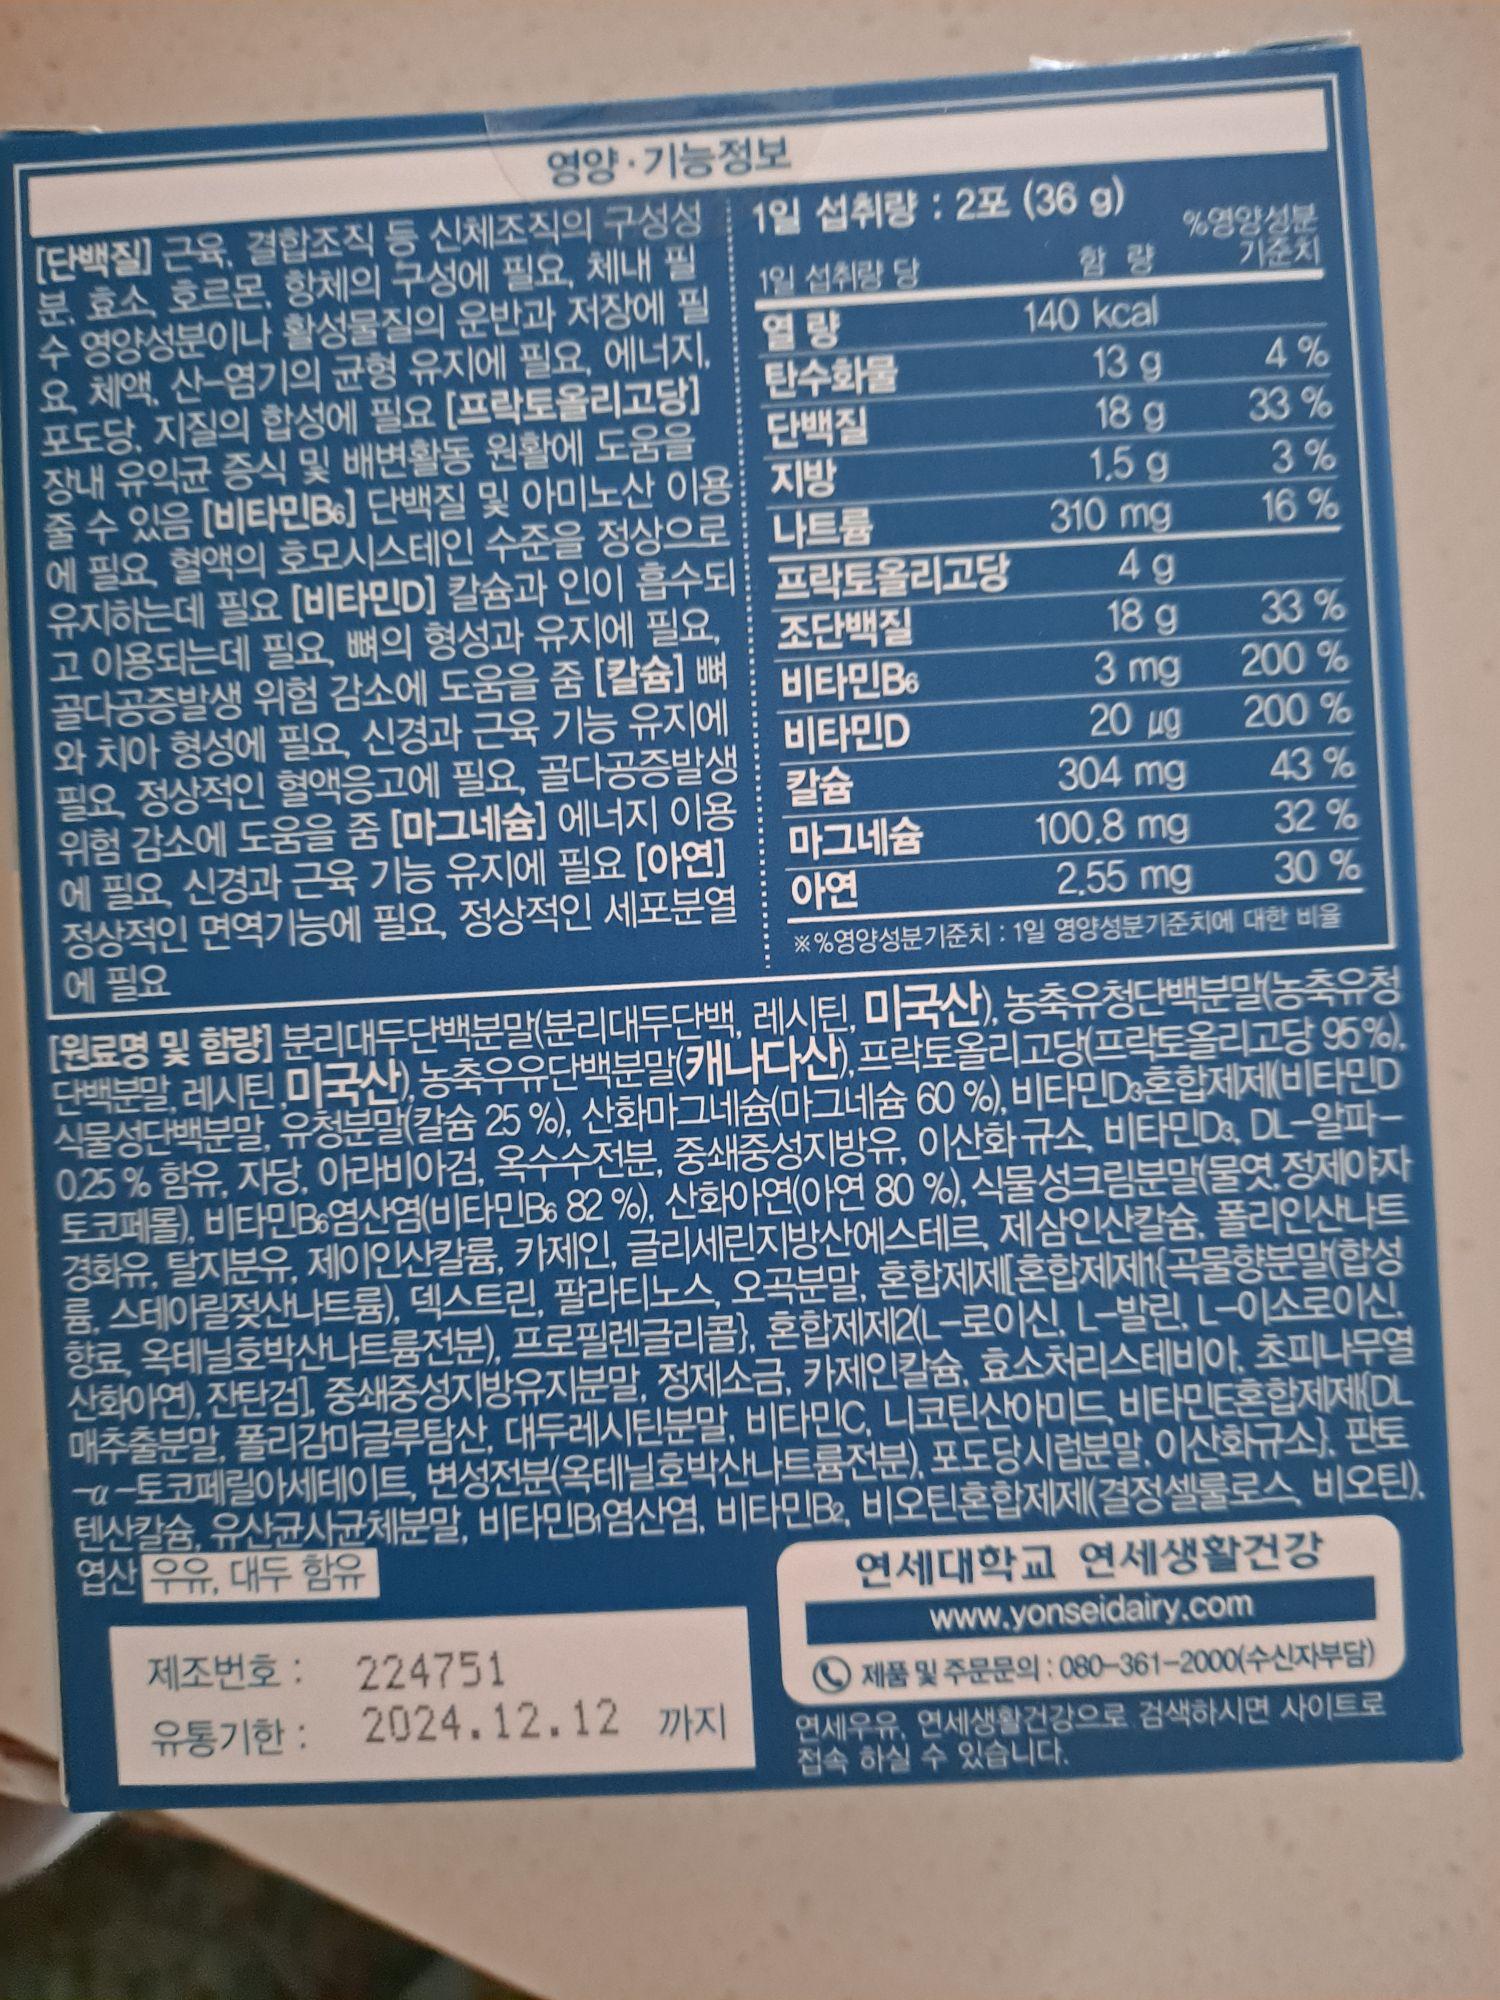 영양·기능정보
[단백질] 근육, 결합조직 등 신체조직의 구성성
분, 효소, 호르몬, 항체의 구성에 필요, 체내 필
수 영양성분이나 활성물질의 운반과 저장에 필
요, 체액, 산-염기의 균형 유지에 필요, 에너지,
포도당, 지질의 합성에 필요 [프락토올리고당]
장내 유익균 증식 및 배변활동 원활에 도움을
줄 수 있음 [비타민B6] 단백질 및 아미노산 이용
에 필요, 혈액의 호모시스테인 수준을 정상으로
유지하는데 필요 [비타민D] 칼슘과 인이 흡수되
고 이용되는데 필요, 뼈의 형성과 유지에 필요,
골다공증발생 위험 감소에 도움을 줌 [칼슘] 뼈
와 치아 형성에 필요, 신경과 근육 기능 유지에
필요, 정상적인 혈액응고에 필요, 골다공증발생
위험 감소에 도움을 줌 [마그네슘] 에너지 이용
에 필요, 신경과 근육 기능 유지에 필요 [아연]
정상적인 면역기능에 필요, 정상적인 세포분열
에 필요
1일 섭취량 : 2포 (36 g)
1일 섭취량 당 함 량 %영양성분
기준치
열 량 140 kcal
탄수화물 13 g 4 %
단백질 18 g 33 %
지방 1.5 g 3 %
나트륨 310 mg 16 %
프락토올리고당 4 g
조단백질 18 g 33 %
비타민B6 3 mg 200 %
비타민D 20 µg 200 %
칼슘 304 mg 43 %
마그네슘 100.8 mg 32 %
아연 2.55 mg 30 %
※%영양성분기준치 : 1일 영양성분기준치에 대한 비율
[원료명 및 함량] 분리대두단백분말(분리대두단백, 레시틴, 미국산), 농축유청단백분말(농축유청
단백분말, 레시틴, 미국산), 농축우유단백분말(캐나다산), 프락토올리고당(프락토올리고당 95%),
식물성단백분말, 유청분말(칼슘 25 %), 산화마그네슘(마그네슘 60 %), 비타민D3혼합제제(비타민D
0.25 % 함유, 자당, 아라비아검, 옥수수전분, 중쇄중성지방유, 이산화규소, 비타민D3, DL-알파-
토코페롤), 비타민B6염산염(비타민B6 82 %), 산화아연(아연 80 %), 식물성크림분말(물엿, 정제야자
경화유, 탈지분유, 제이인산칼륨, 카제인, 글리세린지방산에스테르, 제삼인산칼슘, 폴리인산나트
륨, 스테아릴젖산나트륨), 덱스트린, 팔라티노스, 오곡분말, 혼합제제[혼합제제1{곡물향분말(합성
향료, 옥테닐호박산나트륨전분), 프로필렌글리콜}, 혼합제제2(L-로이신, L-발린, L-이소로이신,
산화아연), 잔탄검], 중쇄중성지방유지분말, 정제소금, 카제인칼슘, 효소처리스테비아, 초피나무열
매추출분말, 폴리감마글루탐산, 대두레시틴분말, 비타민C, 니코틴산아미드, 비타민E혼합제제{DL
-α-토코페릴아세테이트, 변성전분(옥테닐호박산나트륨전분), 포도당시럽분말, 이산화규소}, 판토
텐산칼슘, 유산균사균체분말, 비타민B1염산염, 비타민B2, 비오틴혼합제제(결정셀룰로스, 비오틴),
엽산 우유, 대두 함유
제조번호 : 224751
유통기한 : 2024.12.12 까지
연세대학교 연세생활건강
www.yonseidairy.com
제품 및 주문문의 : 080-361-2000(수신자부담)
연세우유, 연세생활건강으로 검색하시면 사이트로
접속 하실 수 있습니다.